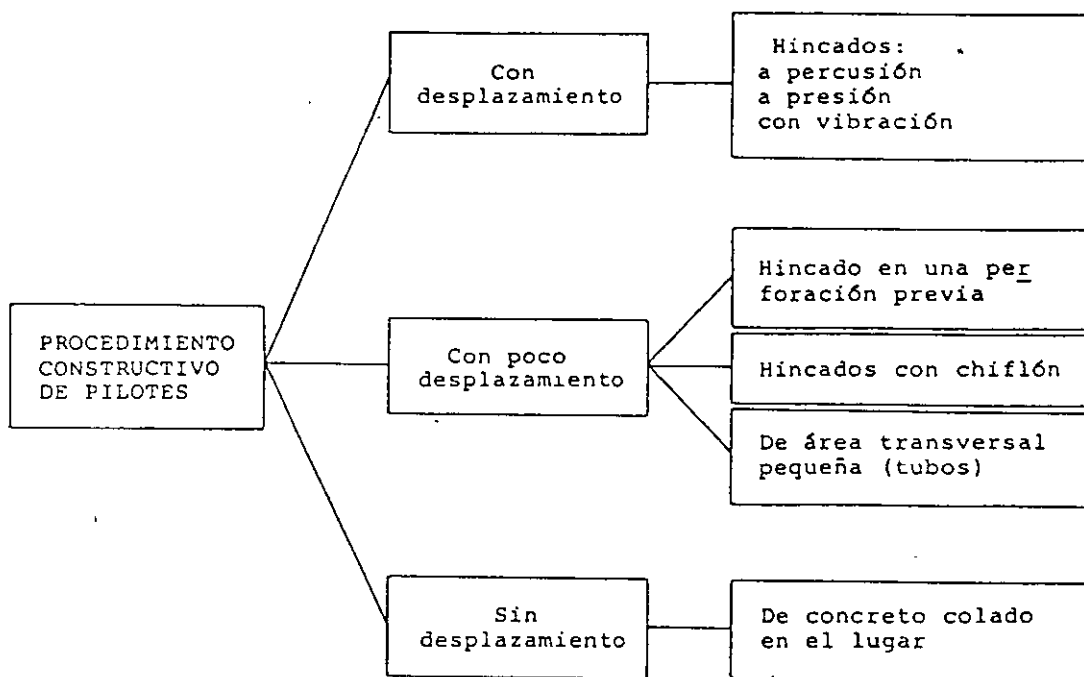 Con
desplazamiento
Hincados:
a percusión
a presión
con vibración
PROCEDIMIENTO
CONSTRUCTIVO
DE PILOTES
Con poco
desplazamiento
Hincado en una per
foración previa
Hincados con chiflón
De área transversal
pequeña (tubos)
Sin
desplazamiento
De concreto colado
en el lugar